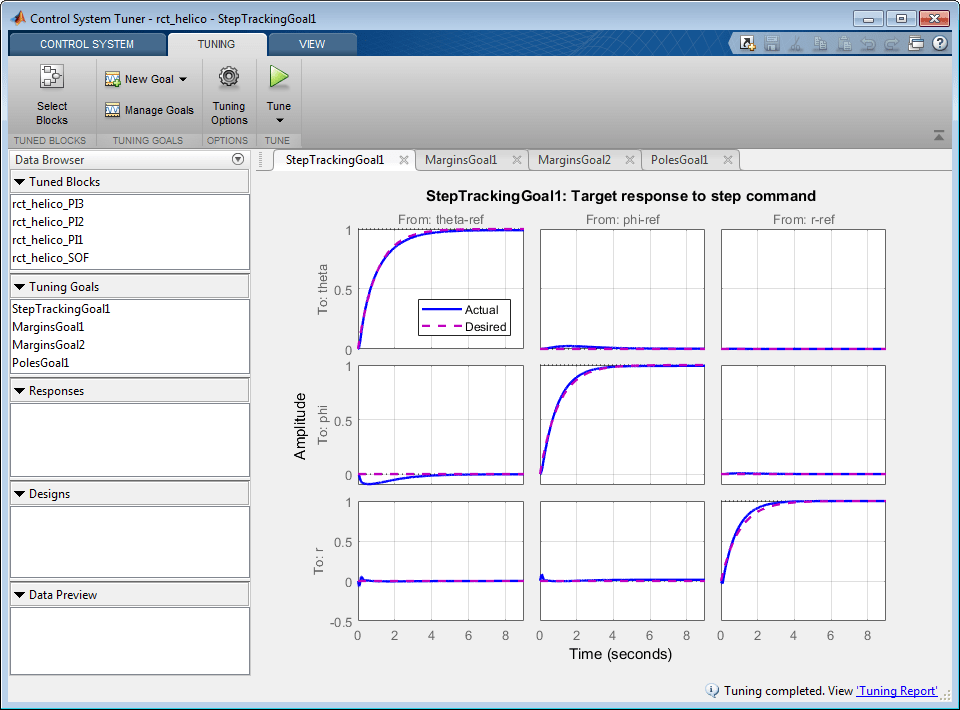 Control System Tuner - rct_helico - StepTrackingGoal1
CONTROL SYSTEM TUNING VIEW
Select Blocks
New Goal
Manage Goals
Tuning Options
Tune
TUNED BLOCKS TUNING GOALS OPTIONS TUNE
Data Browser
StepTrackingGoal1 MarginsGoal1 MarginsGoal2 PolesGoal1
Tuned Blocks
rct_helico_PI3
rct_helico_PI2
rct_helico_PI1
rct_helico_SOF
Tuning Goals
StepTrackingGoal1
MarginsGoal1
MarginsGoal2
PolesGoal1
Responses
Designs
Data Preview
StepTrackingGoal1: Target response to step command
From: theta-ref From: phi-ref From: r-ref
Amplitude
To: theta
1
0.5
0
Actual
Desired
To: phi
1
0.5
0
To: r
1
0.5
0
-0.5
0 2 4 6 8 0 2 4 6 8 0 2 4 6 8
Time (seconds)
Tuning completed. View 'Tuning Report'